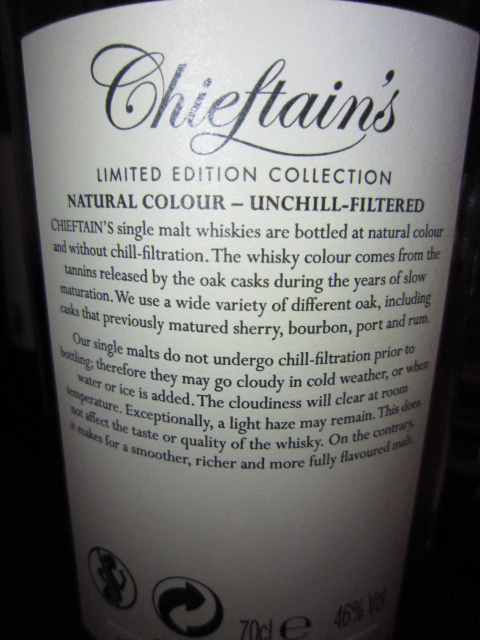 Chieftain's
LIMITED EDITION COLLECTION
NATURAL COLOUR – UNCHILL-FILTERED
CHIEFTAIN'S single malt whiskies are bottled at natural colour
and without chill-filtration. The whisky colour comes from the
tannins released by the oak casks during the years of slow
maturation. We use a wide variety of different oak, including
casks that previously matured sherry, bourbon, port and rum.
Our single malts do not undergo chill-filtration prior to
bottling; therefore they may go cloudy in cold weather, or when
water or ice is added. The cloudiness will clear at room
temperature. Exceptionally, a light haze may remain. This does
not affect the taste or quality of the whisky. On the contrary,
it makes for a smoother, richer and more fully flavoured malt.
70cl e 46% Vol